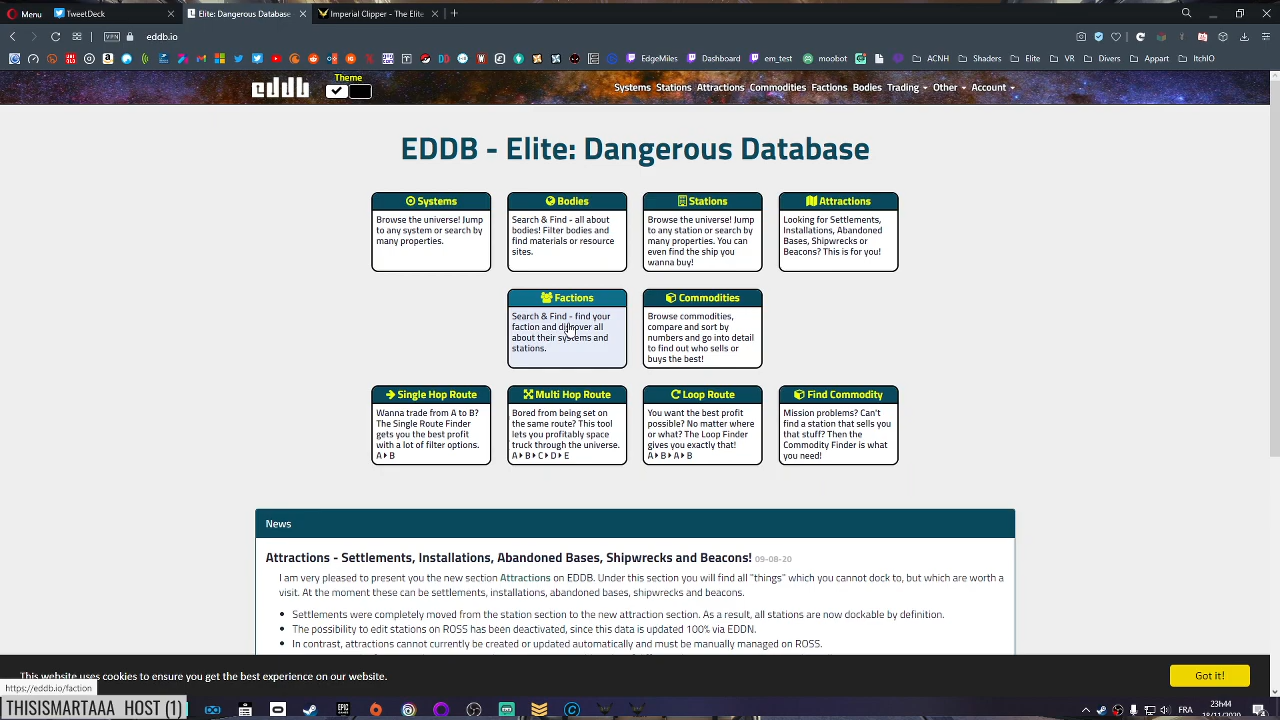 Menu
TweetDeck
Elite: Dangerous Database
Imperial Clipper - The Elite
VPN
eddb.io
EdgeMiles
Dashboard
em_test
moobot
ACNH
Shaders
Elite
VR
Divers
Appart
ItchIO
eddb
Theme
Systems Stations Attractions Commodities Factions Bodies Trading Other Account
EDDB - Elite: Dangerous Database
Systems
Browse the universe! Jump
to any system or search by
many properties.
Bodies
Search & Find - all about
bodies! Filter bodies and
find materials or resource
sites.
Stations
Browse the universe! Jump
to any station or search by
many properties. You can
even find the ship you
wanna buy!
Attractions
Looking for Settlements,
Installations, Abandoned
Bases, Shipwrecks or
Beacons? This is for you!
Factions
Search & Find - find your
faction and discover all
about their systems and
stations.
Commodities
Browse commodities,
compare and sort by
numbers and go into detail
to find out who sells or
buys the best!
Single Hop Route
Wanna trade from A to B?
The Single Route Finder
gets you the best profit
with a lot of filter options.
A B
Multi Hop Route
Bored from being set on
the same route? This tool
lets you profitably space
truck through the universe.
A B C D E
Loop Route
You want the best profit
possible? No matter where
or what? The Loop Finder
gives you exactly that!
A B A B
Find Commodity
Mission problems? Can't
find a station that sells you
that stuff? Then the
Commodity Finder is what
you need!
News
Attractions - Settlements, Installations, Abandoned Bases, Shipwrecks and Beacons! 09-08-20
I am very pleased to present you the new section Attractions on EDDB. Under this section you will find all "things" which you cannot dock to, but which are worth a
visit. At the moment these can be settlements, installations, abandoned bases, shipwrecks and beacons.
Settlements were completely moved from the station section to the new attraction section. As a result, all stations are now dockable by definition.
The possibility to edit stations on ROSS has been deactivated, since this data is updated 100% via EDDN.
In contrast, attractions cannot currently be created or updated automatically and must be manually managed on ROSS.
This website uses cookies to ensure you get the best experience on our website.
Got it!
https://eddb.io/faction
THISISMARTAAA_HOST (1)
FRA
23h44